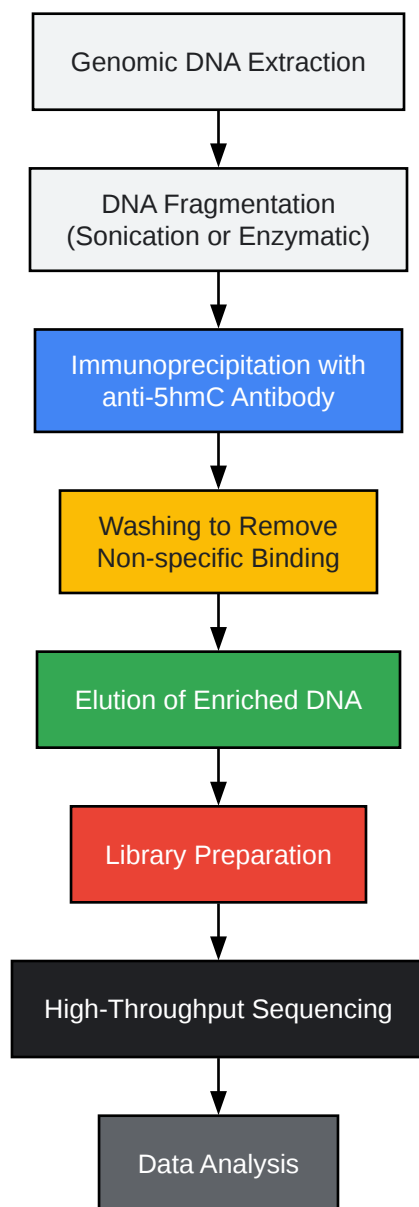 Genomic DNA Extraction
DNA Fragmentation
(Sonication or Enzymatic)
Immunoprecipitation with
anti-5hmC Antibody
Washing to Remove
Non-specific Binding
Elution of Enriched DNA
Library Preparation
High-Throughput Sequencing
Data Analysis